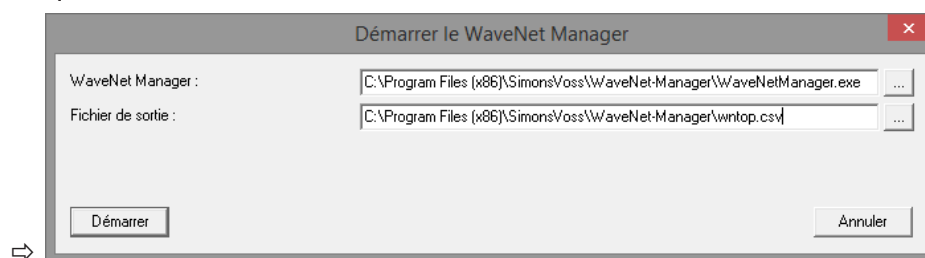 Démarrer le WaveNet Manager
WaveNet Manager : C:\Program Files (x86)\SimonsVoss\WaveNet-Manager\WaveNetManager.exe ...
Fichier de sortie : C:\Program Files (x86)\SimonsVoss\WaveNet-Manager\wntop.csv ...
Démarrer Annuler